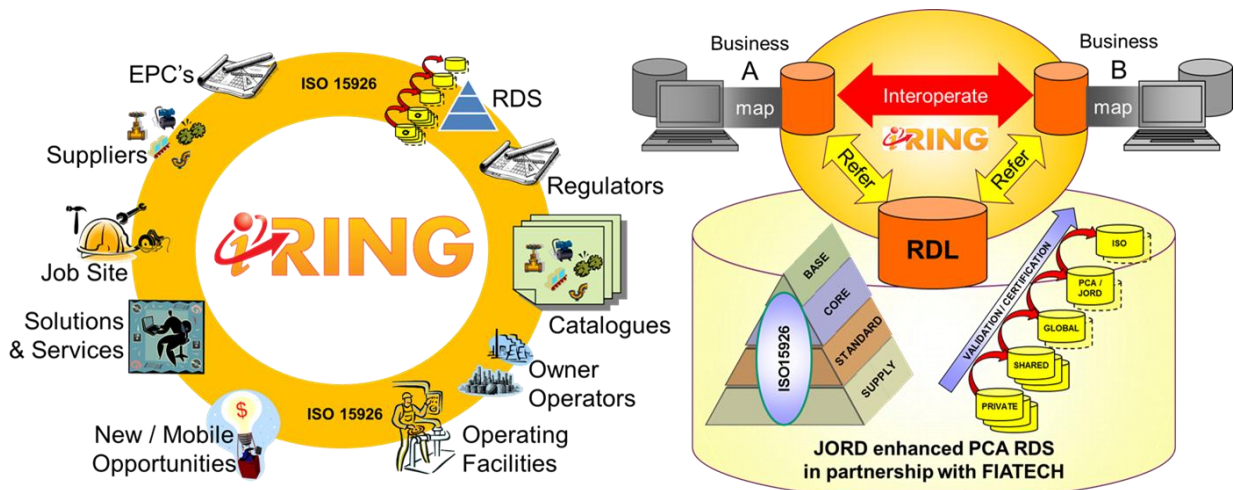 EPC's
ISO 15926
RDS
Suppliers
Regulators
iRING
Job Site
Catalogues
Solutions
& Services
Owner
Operators
ISO 15926
$
New / Mobile
Opportunities
Operating
Facilities
Business
A
Business
B
map
Interoperate
map
iRING
Refer
Refer
RDL
BASE
CORE
STANDARD
SUPPLY
ISO15926
VALIDATION / CERTIFICATION
ISO
PCA /
JORD
GLOBAL
SHARED
PRIVATE
JORD enhanced PCA RDS
in partnership with FIATECH